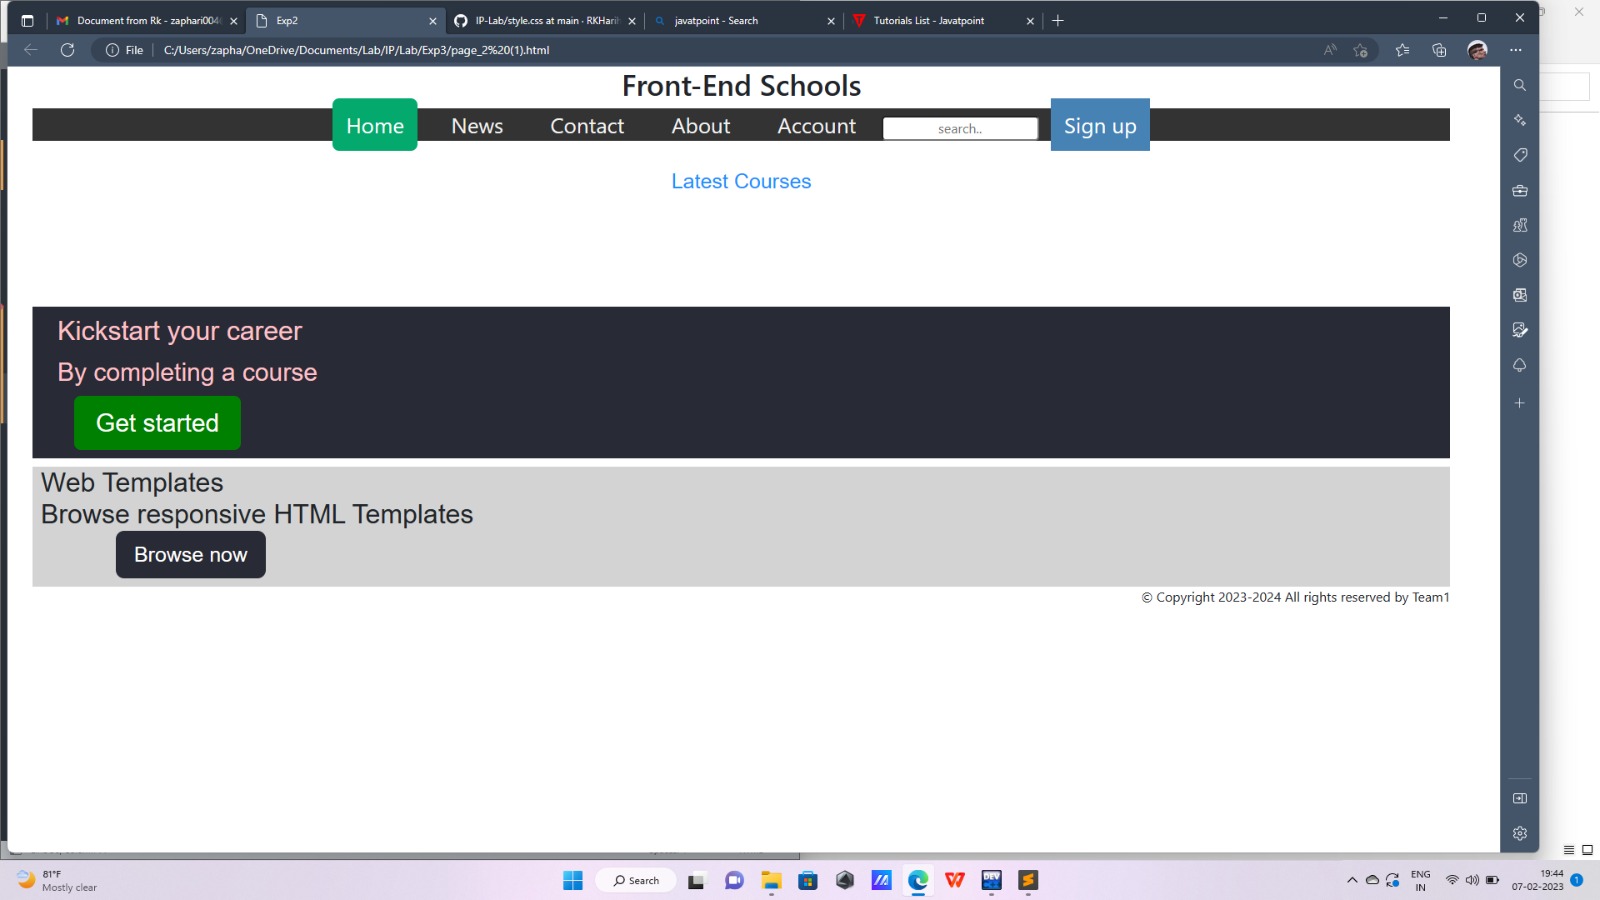 Document from Rk - zaphari004
Exp2
IP-Lab/style.css at main · RKHarih
javatpoint - Search
Tutorials List - Javatpoint
File
C:/Users/zapha/OneDrive/Documents/Lab/IP/Lab/Exp3/page_2%20(1).html
Front-End Schools
Home News Contact About Account search.. Sign up
Latest Courses
Kickstart your career
By completing a course
Get started
Web Templates
Browse responsive HTML Templates
Browse now
© Copyright 2023-2024 All rights reserved by Team1
81°F
Mostly clear
Search
DEV
ENG
IN
19:44
07-02-2023
1